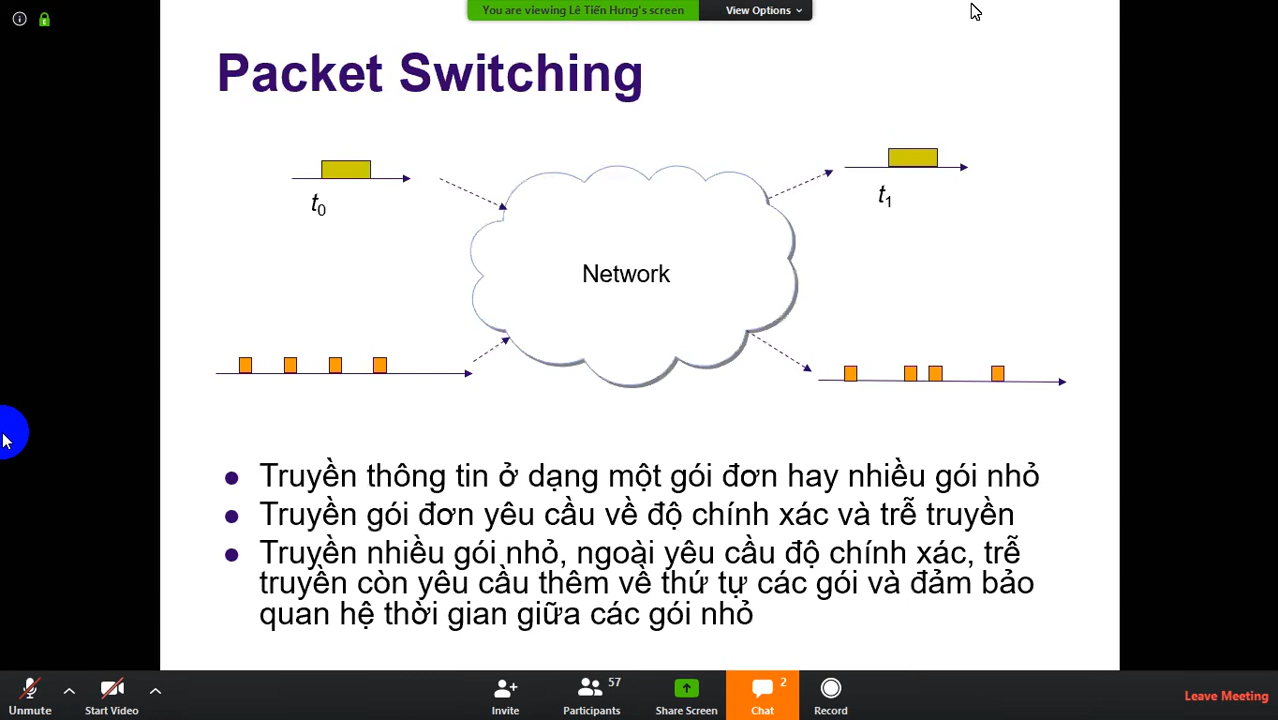 You are viewing Lê Tiến Hưng's screen
View Options
Packet Switching
t0
t1
Network
Truyền thông tin ở dạng một gói đơn hay nhiều gói nhỏ
Truyền gói đơn yêu cầu về độ chính xác và trễ truyền
Truyền nhiều gói nhỏ, ngoài yêu cầu độ chính xác, trễ
truyền còn yêu cầu thêm về thứ tự các gói và đảm bảo
quan hệ thời gian giữa các gói nhỏ
Unmute
Start Video
Invite
57
Participants
Share Screen
2
Chat
Record
Leave Meeting